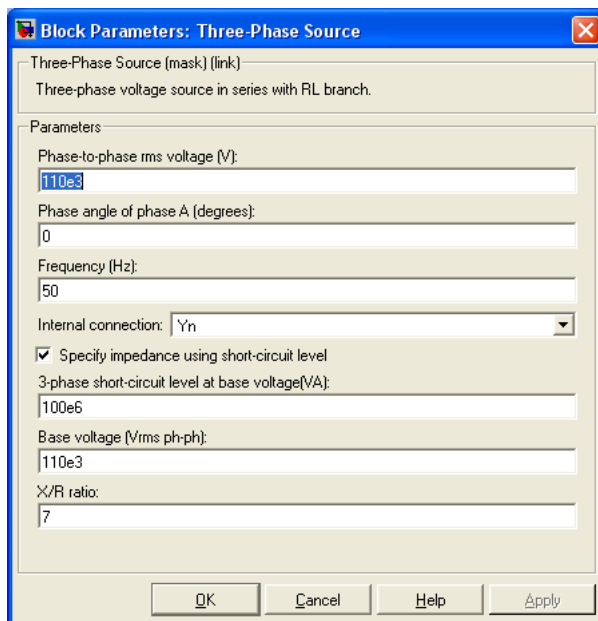 Block Parameters: Three-Phase Source
Three-Phase Source (mask) (link)
Three-phase voltage source in series with RL branch.
Parameters
Phase-to-phase rms voltage (V):
110e3
Phase angle of phase A (degrees):
0
Frequency (Hz):
50
Internal connection: Yn
Specify impedance using short-circuit level
3-phase short-circuit level at base voltage(VA):
100e6
Base voltage (Vrms ph-ph):
110e3
X/R ratio:
7
OK Cancel Help Apply